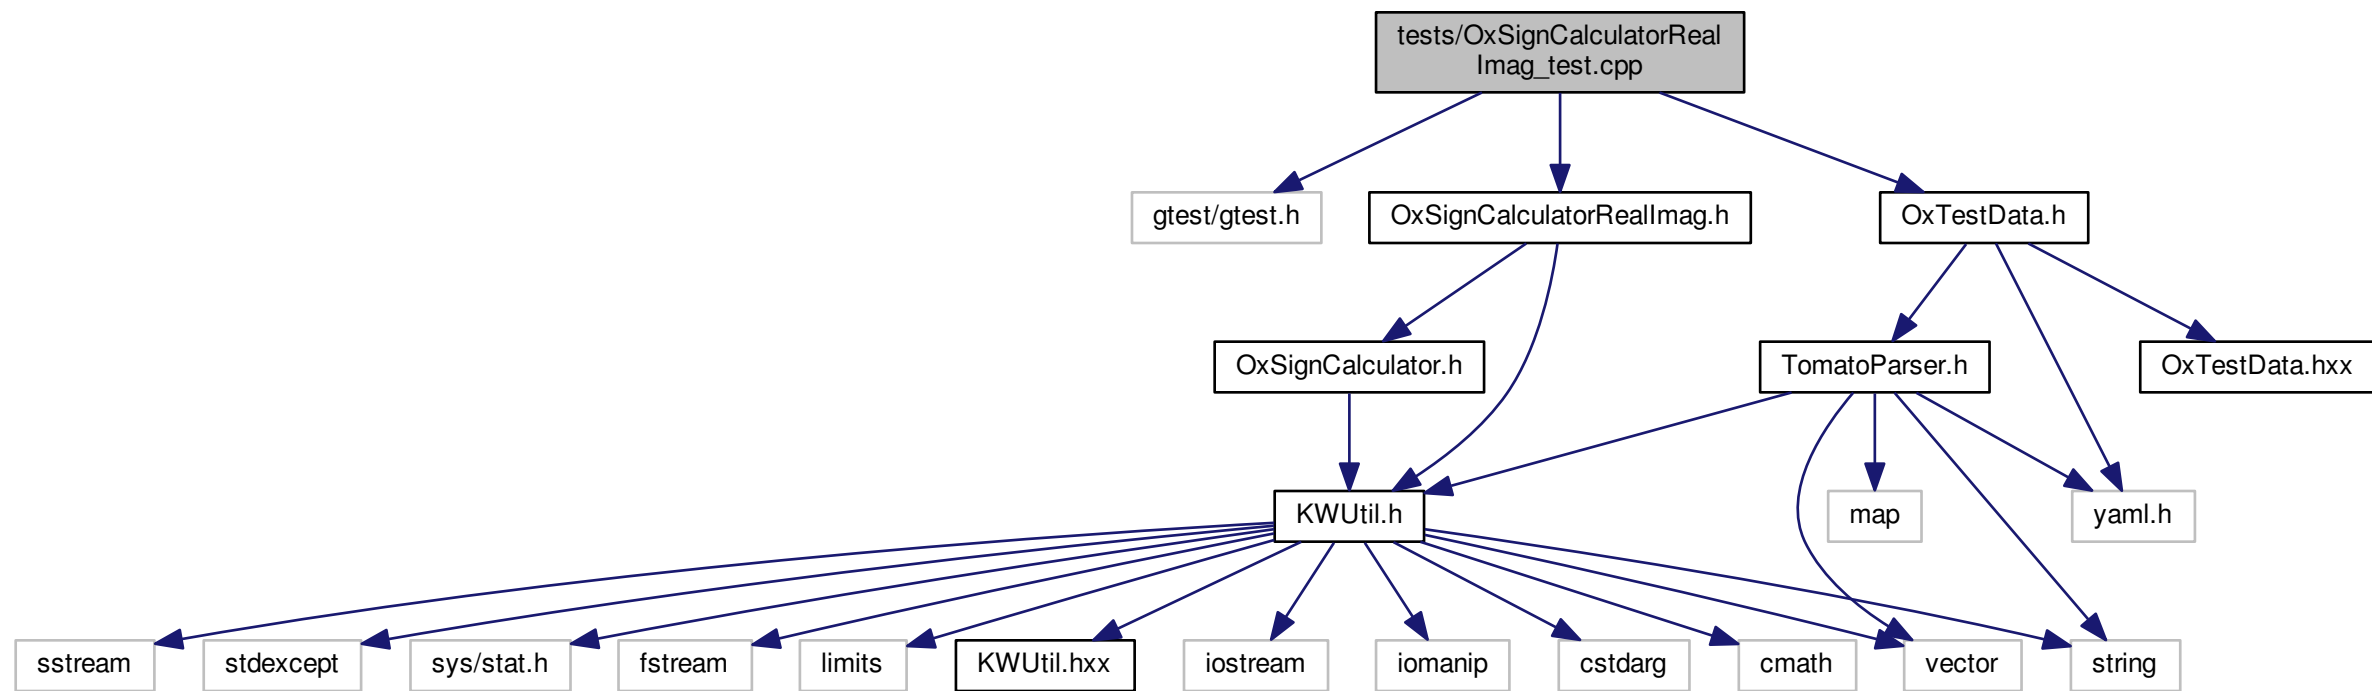 tests/OxSignCalculatorReal
Imag_test.cpp
gtest/gtest.h
OxSignCalculatorRealImag.h
OxTestData.h
OxSignCalculator.h
TomatoParser.h
OxTestData.hxx
KWUtil.h
map
yaml.h
sstream
stdexcept
sys/stat.h
fstream
limits
KWUtil.hxx
iostream
iomanip
cstdarg
cmath
vector
string